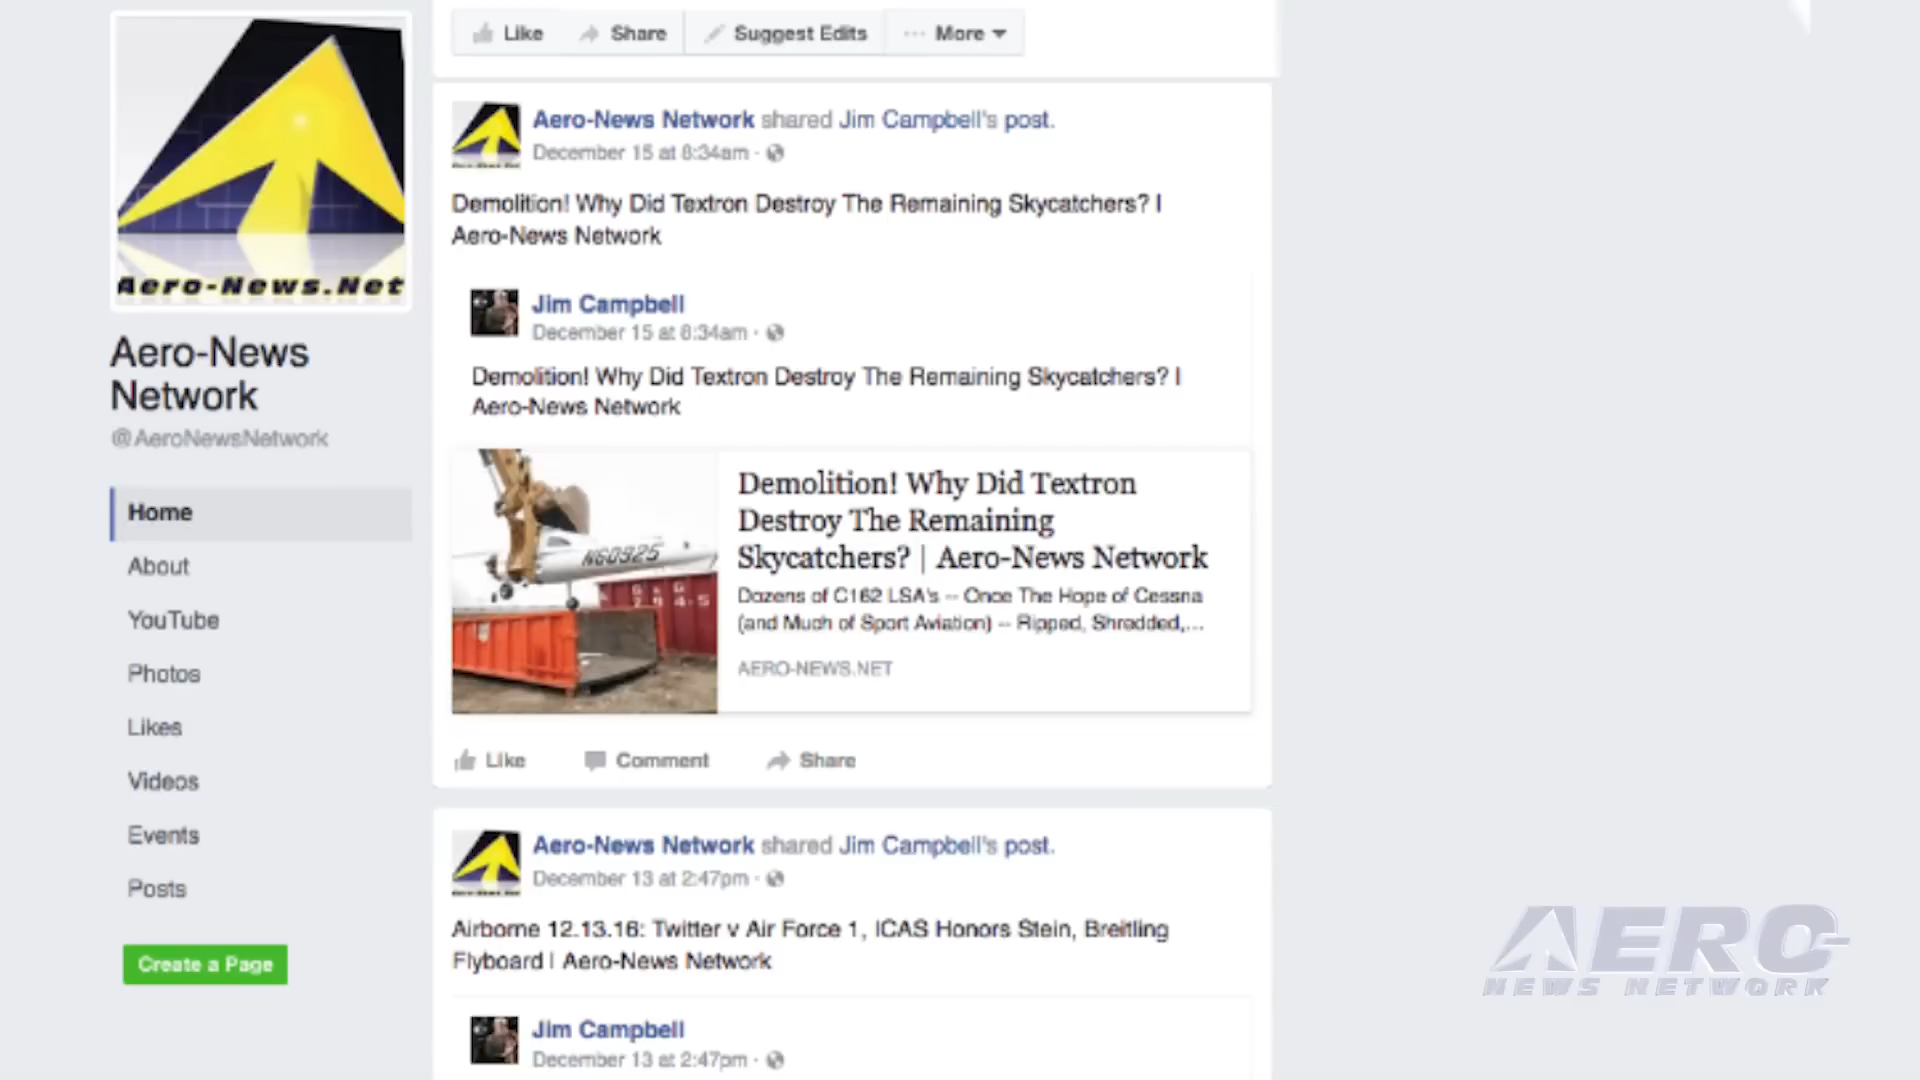 Aero-News.Net
Aero-News
Network
@AeroNewsNetwork
Home
About
YouTube
Photos
Likes
Videos
Events
Posts
Create a Page
Like Share Suggest Edits ··· More
Aero-News Network shared Jim Campbell's post.
December 15 at 8:34am ·
Demolition! Why Did Textron Destroy The Remaining Skycatchers? |
Aero-News Network
Jim Campbell
December 15 at 8:34am ·
Demolition! Why Did Textron Destroy The Remaining Skycatchers? |
Aero-News Network
N60925
Demolition! Why Did Textron
Destroy The Remaining
Skycatchers? | Aero-News Network
Dozens of C162 LSA's -- Once The Hope of Cessna
(and Much of Sport Aviation) -- Ripped, Shredded,...
AERO-NEWS.NET
Like Comment Share
Aero-News Network shared Jim Campbell's post.
December 13 at 2:47pm ·
Airborne 12.13.16: Twitter v Air Force 1, ICAS Honors Stein, Breitling
Flyboard | Aero-News Network
Jim Campbell
December 13 at 2:47pm ·
AERO-
NEWS NETWORK